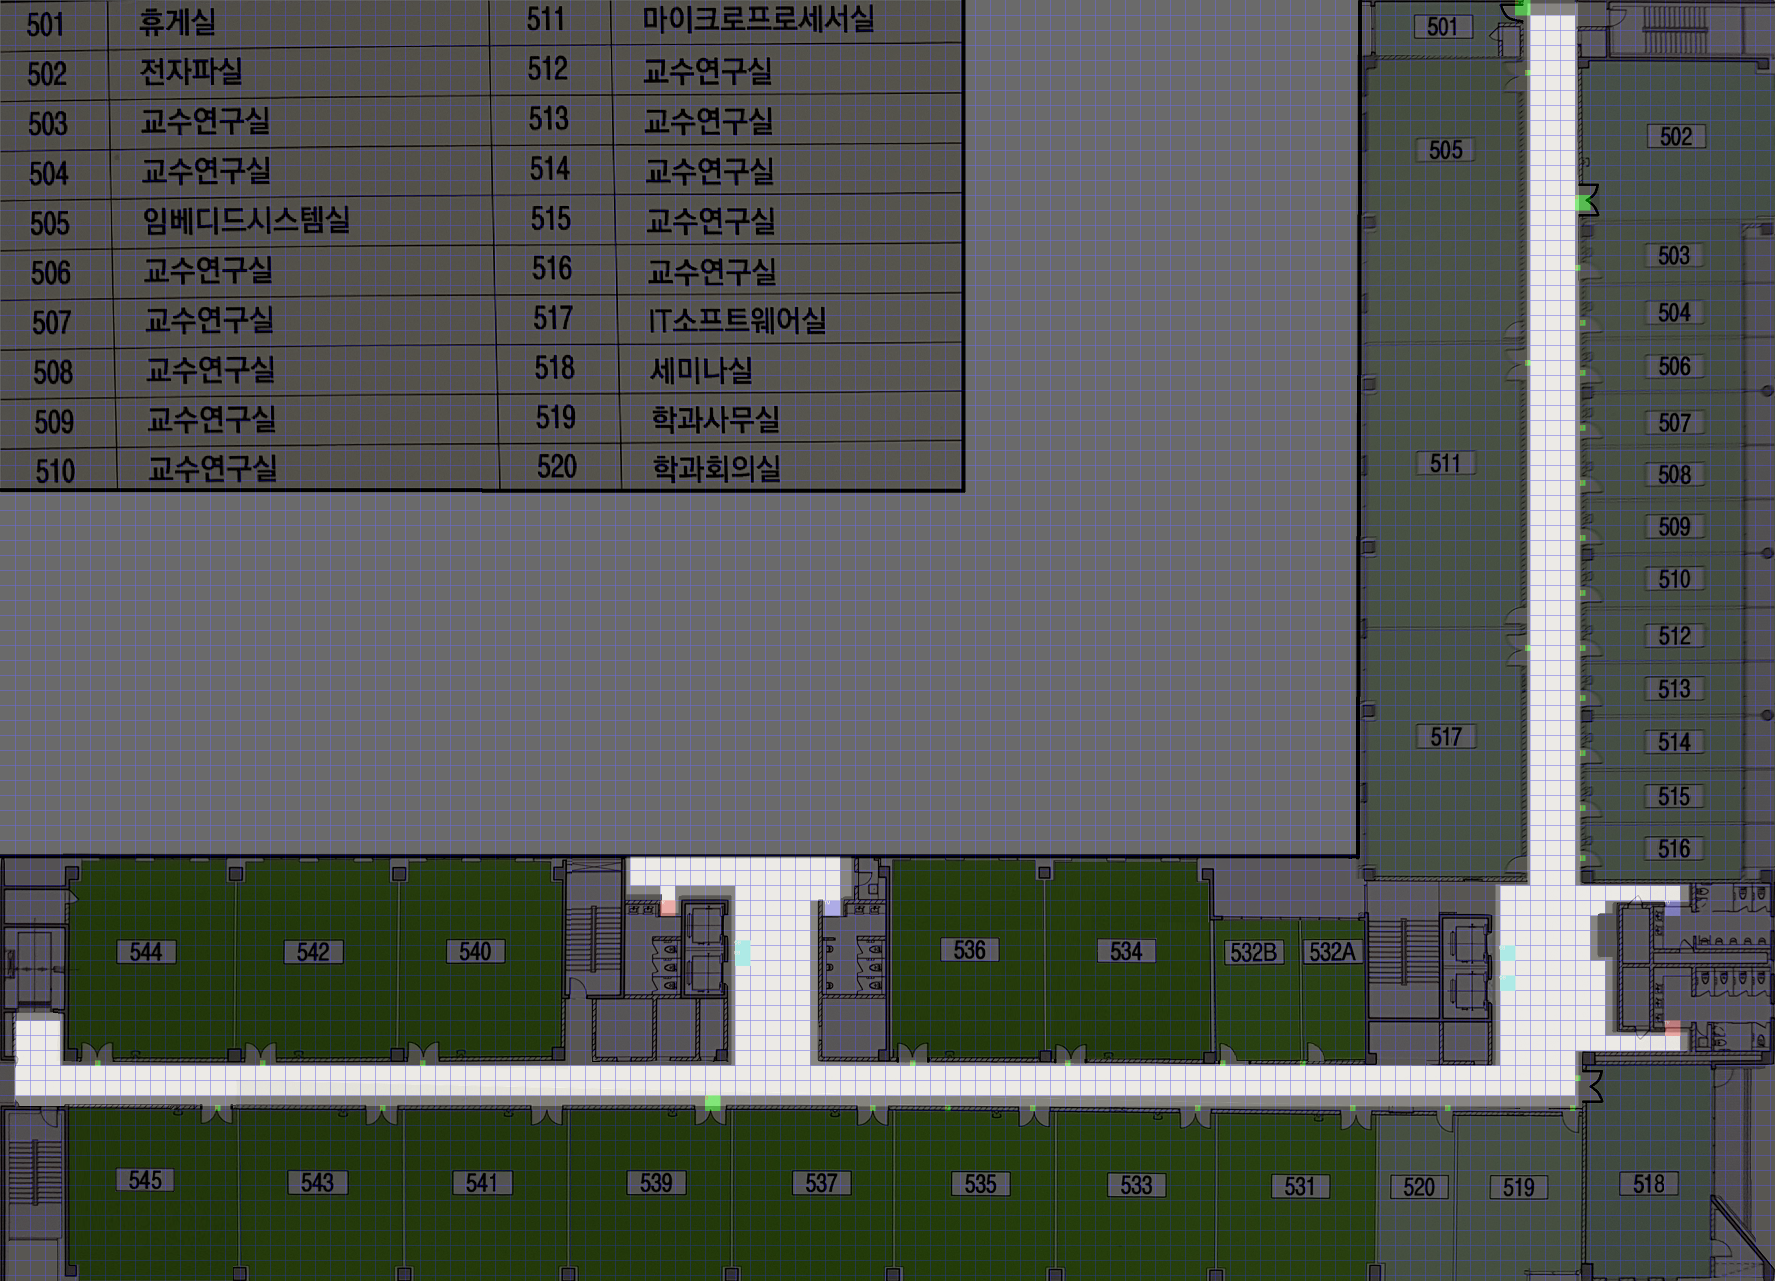 501 휴게실 511 마이크로프로세서실
502 전자파실 512 교수연구실
503 교수연구실 513 교수연구실
504 교수연구실 514 교수연구실
505 임베디드시스템실 515 교수연구실
506 교수연구실 516 교수연구실
507 교수연구실 517 IT소프트웨어실
508 교수연구실 518 세미나실
509 교수연구실 519 학과사무실
510 교수연구실 520 학과회의실
501
502
505
503
504
506
507
511
508
509
510
512
513
517
514
515
516
544 542 540 536 534 532B 532A
545 543 541 539 537 535 533 531 520 519 518